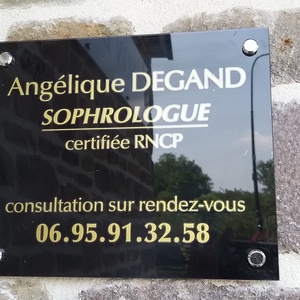 Angélique DEGAND
SOPHROLOGUE
certifiée RNCP
consultation sur rendez-vous
06.95.91.32.58